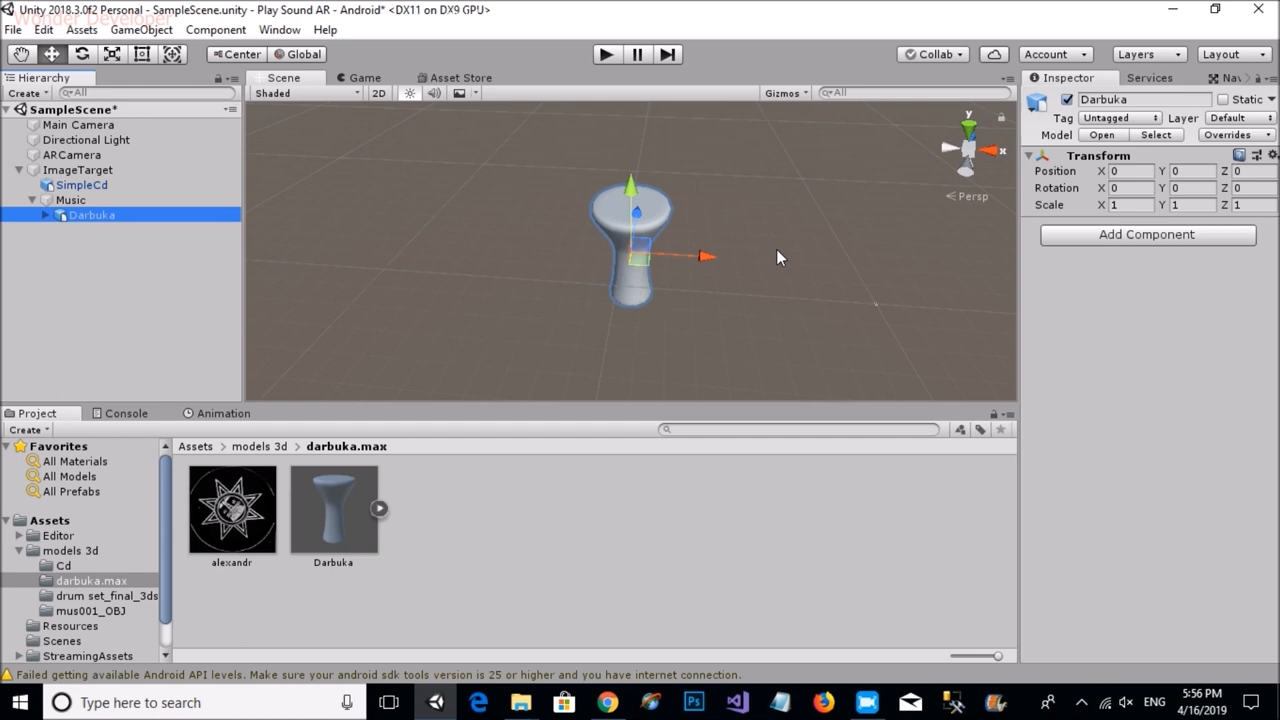 Unity 2018.3.0f2 Personal - SampleScene.unity - Play Sound AR - Android* <DX11 on DX9 GPU>
Wonder Developer
File Edit Assets GameObject Component Window Help
Center Global Collab Account Layers Layout
Hierarchy Scene Game Asset Store Inspector Services Nav
Create All Shaded 2D Gizmos All Darbuka Static
SampleScene* Tag Untagged Layer Default
Main Camera Model Open Select Overrides
Directional Light
ARCamera Transform
ImageTarget Position X 0 Y 0 Z 0
SimpleCd Rotation X 0 Y 0 Z 0
Music Scale X 1 Y 1 Z 1
Darbuka
Add Component
y
x
Persp
Project Console Animation
Create
Favorites Assets > models 3d > darbuka.max
All Materials
All Models
All Prefabs
Assets
Editor
models 3d
Cd alexandr Darbuka
darbuka.max
drum set_final_3ds
mus001_OBJ
Resources
Scenes
StreamingAssets
Failed getting available Android API levels. Make sure your android sdk tools version is 25 or higher and you have internet connection.
Type here to search
Ps
ENG
5:56 PM
4/16/2019